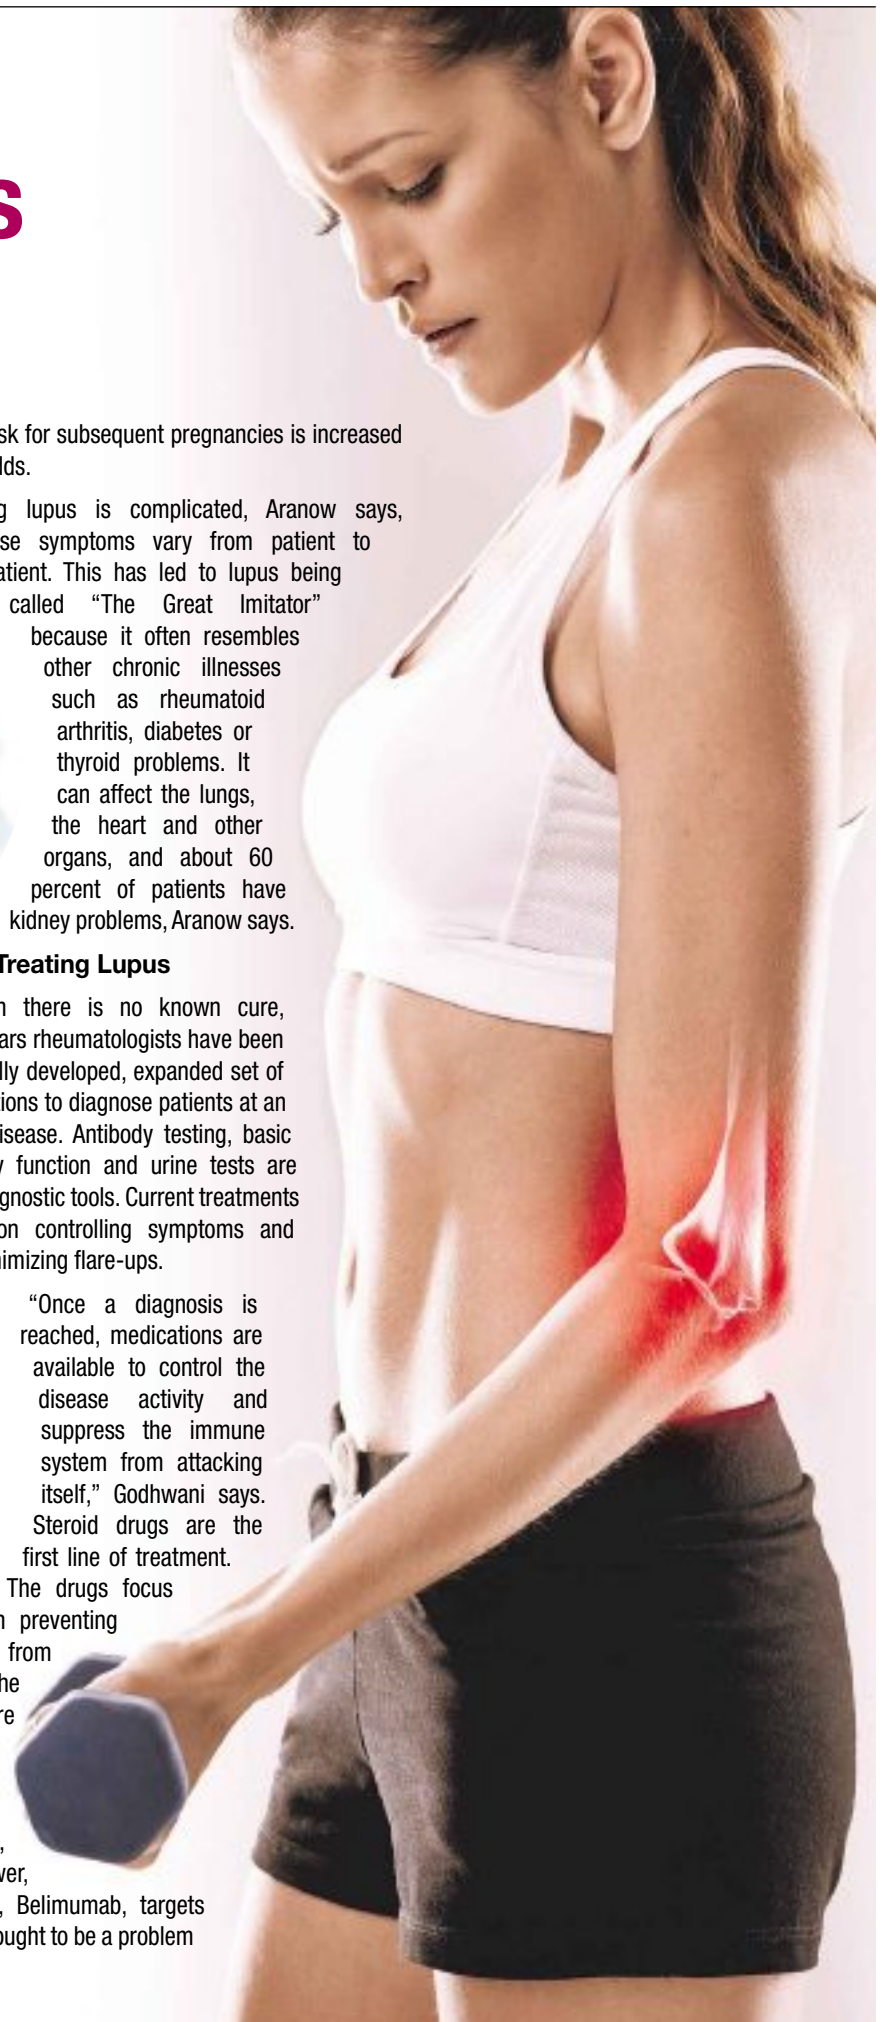 s
sk for subsequent pregnancies is increased
lds.
g lupus is complicated, Aranow says,
se symptoms vary from patient to
atient. This has led to lupus being
called “The Great Imitator”
because it often resembles
other chronic illnesses
such as rheumatoid
arthritis, diabetes or
thyroid problems. It
can affect the lungs,
the heart and other
organs, and about 60
percent of patients have
kidney problems, Aranow says.
Treating Lupus
n there is no known cure,
ars rheumatologists have been
lly developed, expanded set of
tions to diagnose patients at an
isease. Antibody testing, basic
y function and urine tests are
gnostic tools. Current treatments
on controlling symptoms and
nimizing flare-ups.
“Once a diagnosis is
reached, medications are
available to control the
disease activity and
suppress the immune
system from attacking
itself,” Godhwani says.
Steroid drugs are the
first line of treatment.
The drugs focus
n preventing
from
he
re
,
ver,
, Belimumab, targets
ought to be a problem